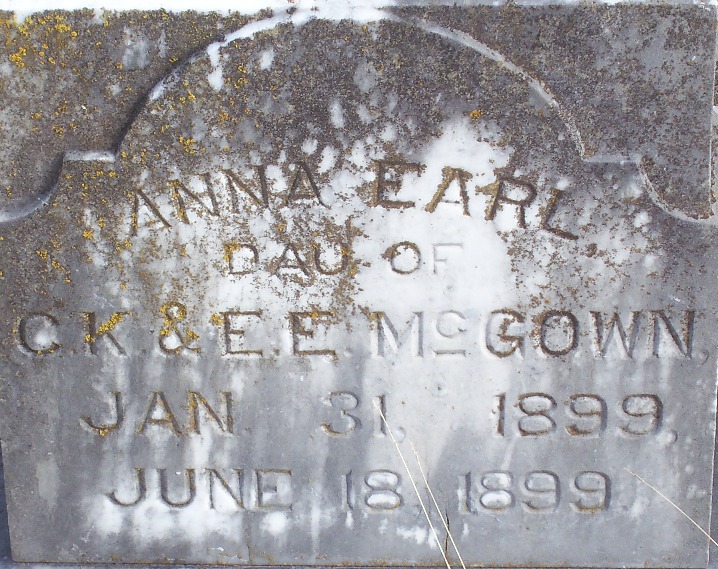 ANNA EARL.
DAU OF
C.K. & E.E. McGOWN,
JAN 31, 1899,
JUNE 18, 1899.